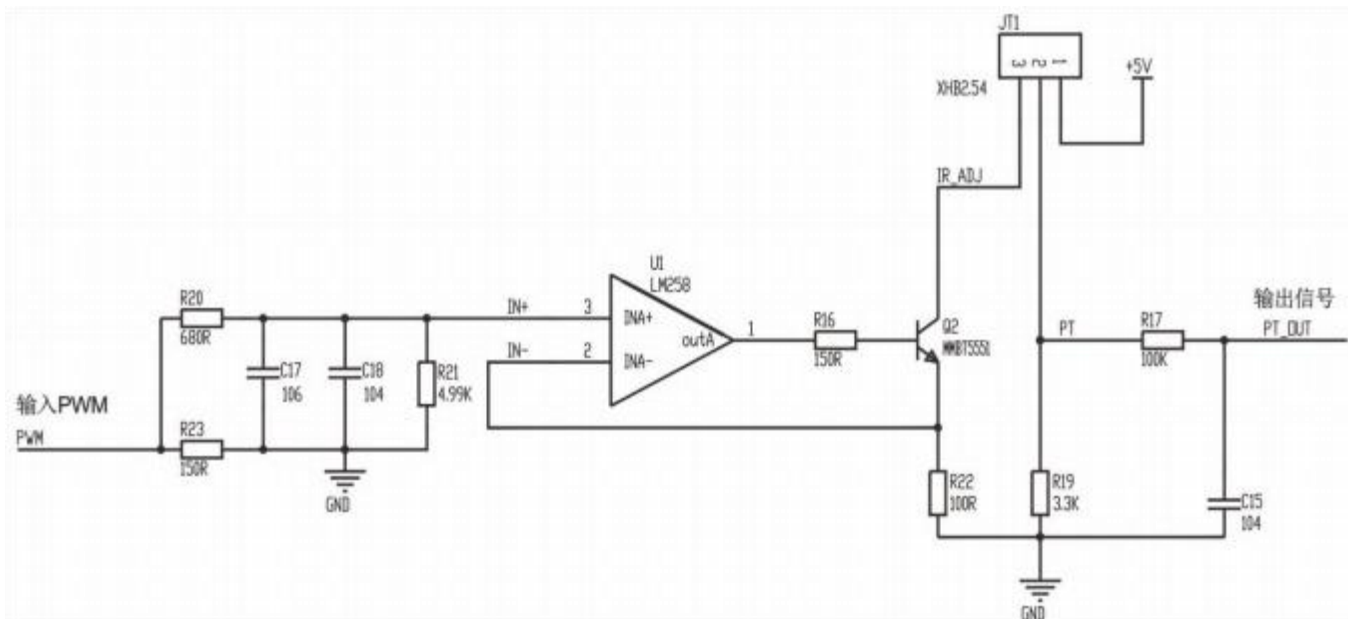 JT1
3 2 1
XHB2.54
+5V
IR_ADJ
U1
LM258
R20
680R
IN+
3
INA+
outA
1
R16
150R
Q2
MMBT5551
PT
R17
100K
输出信号
PT_OUT
IN-
2
INA-
C17
106
C18
104
R21
4.99K
输入PWM
PWM
R23
150R
GND
R22
100R
R19
3.3K
C15
104
GND